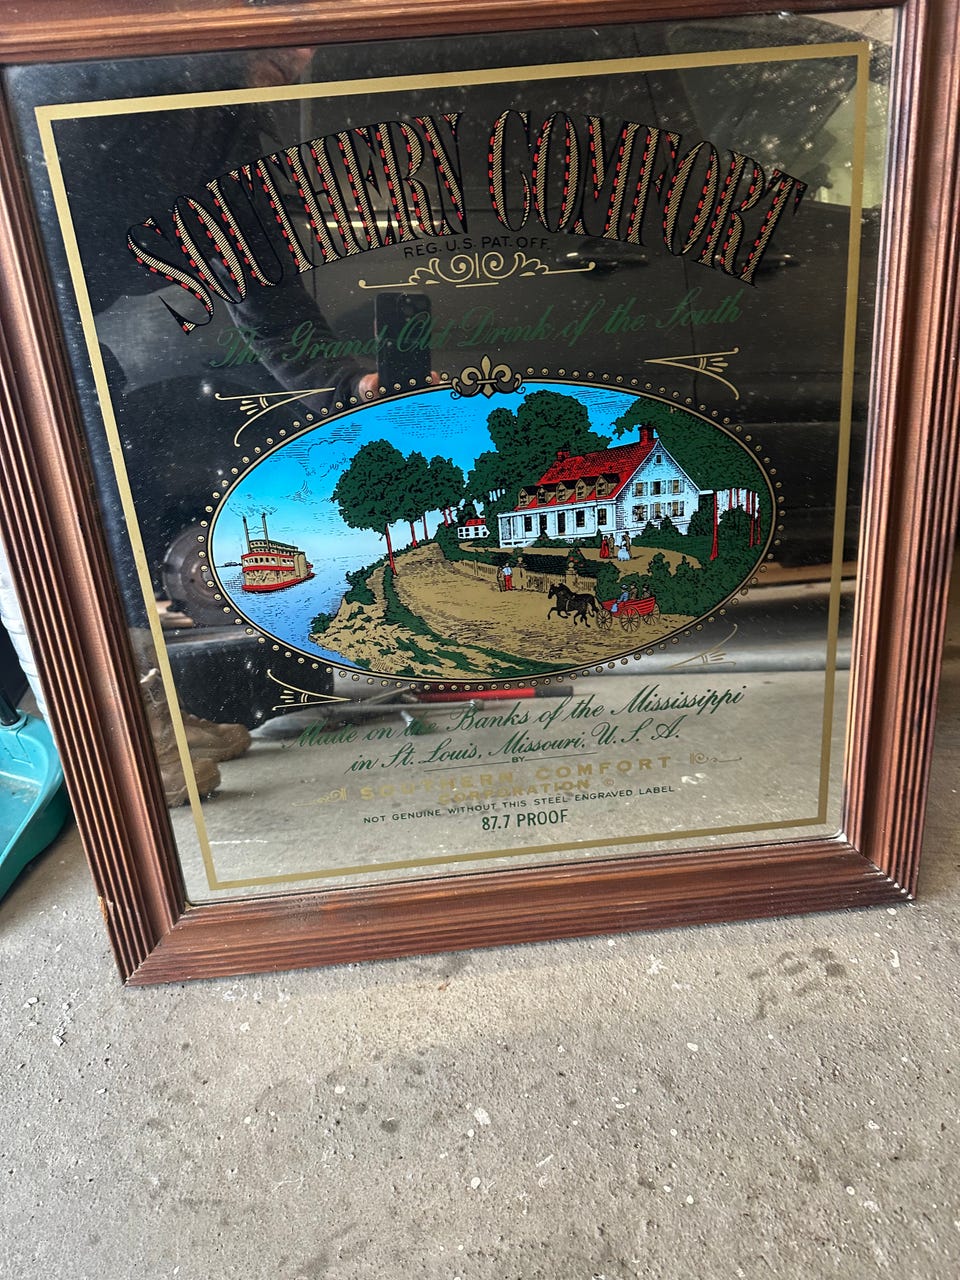 SOUTHERN COMFORT
REG. U.S. PAT. OFF.
The Grand Old Drink of the South
Made on the Banks of the Mississippi
in St. Louis, Missouri. U. S. A.
BY
SOUTHERN COMFORT
CORPORATION ©
NOT GENUINE WITHOUT THIS STEEL ENGRAVED LABEL
87.7 PROOF